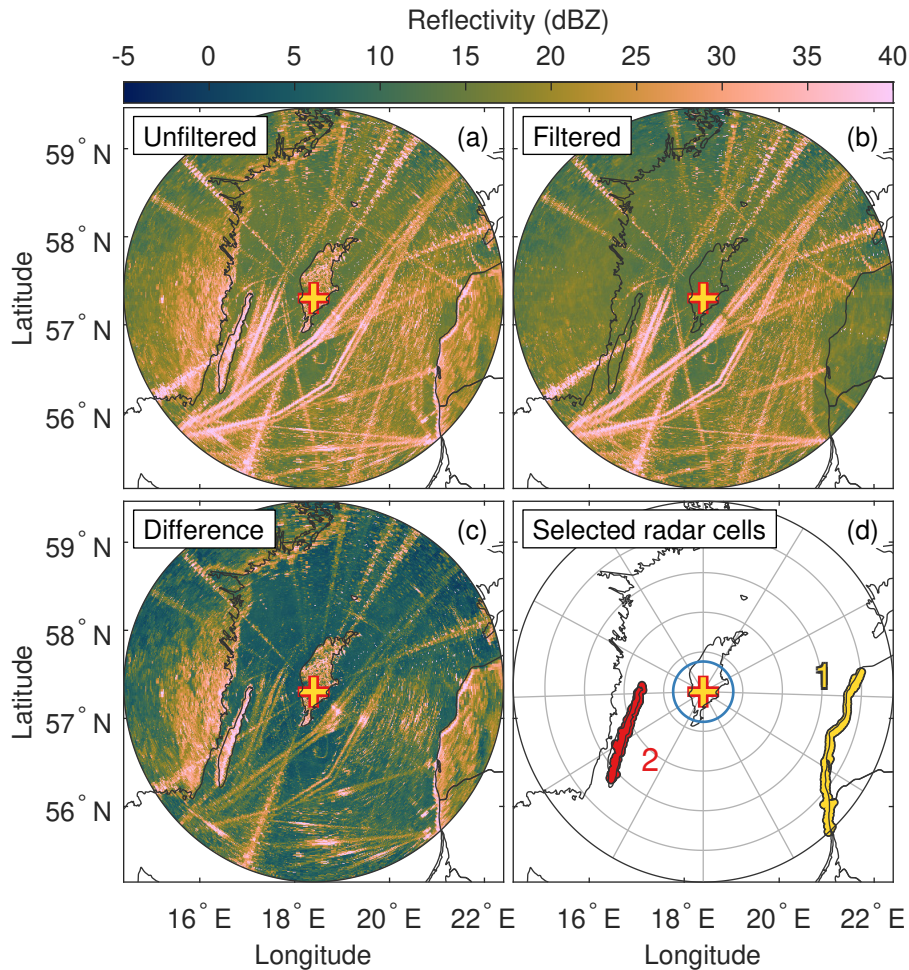 Reflectivity (dBZ)
-5 0 5 10 15 20 25 30 35 40
Unfiltered (a)
Filtered (b)
59° N
58° N
57° N
56° N
Latitude
Difference (c)
Selected radar cells (d)
59° N
58° N
57° N
56° N
Latitude
1
2
16° E 18° E 20° E 22° E
16° E 18° E 20° E 22° E
Longitude
Longitude